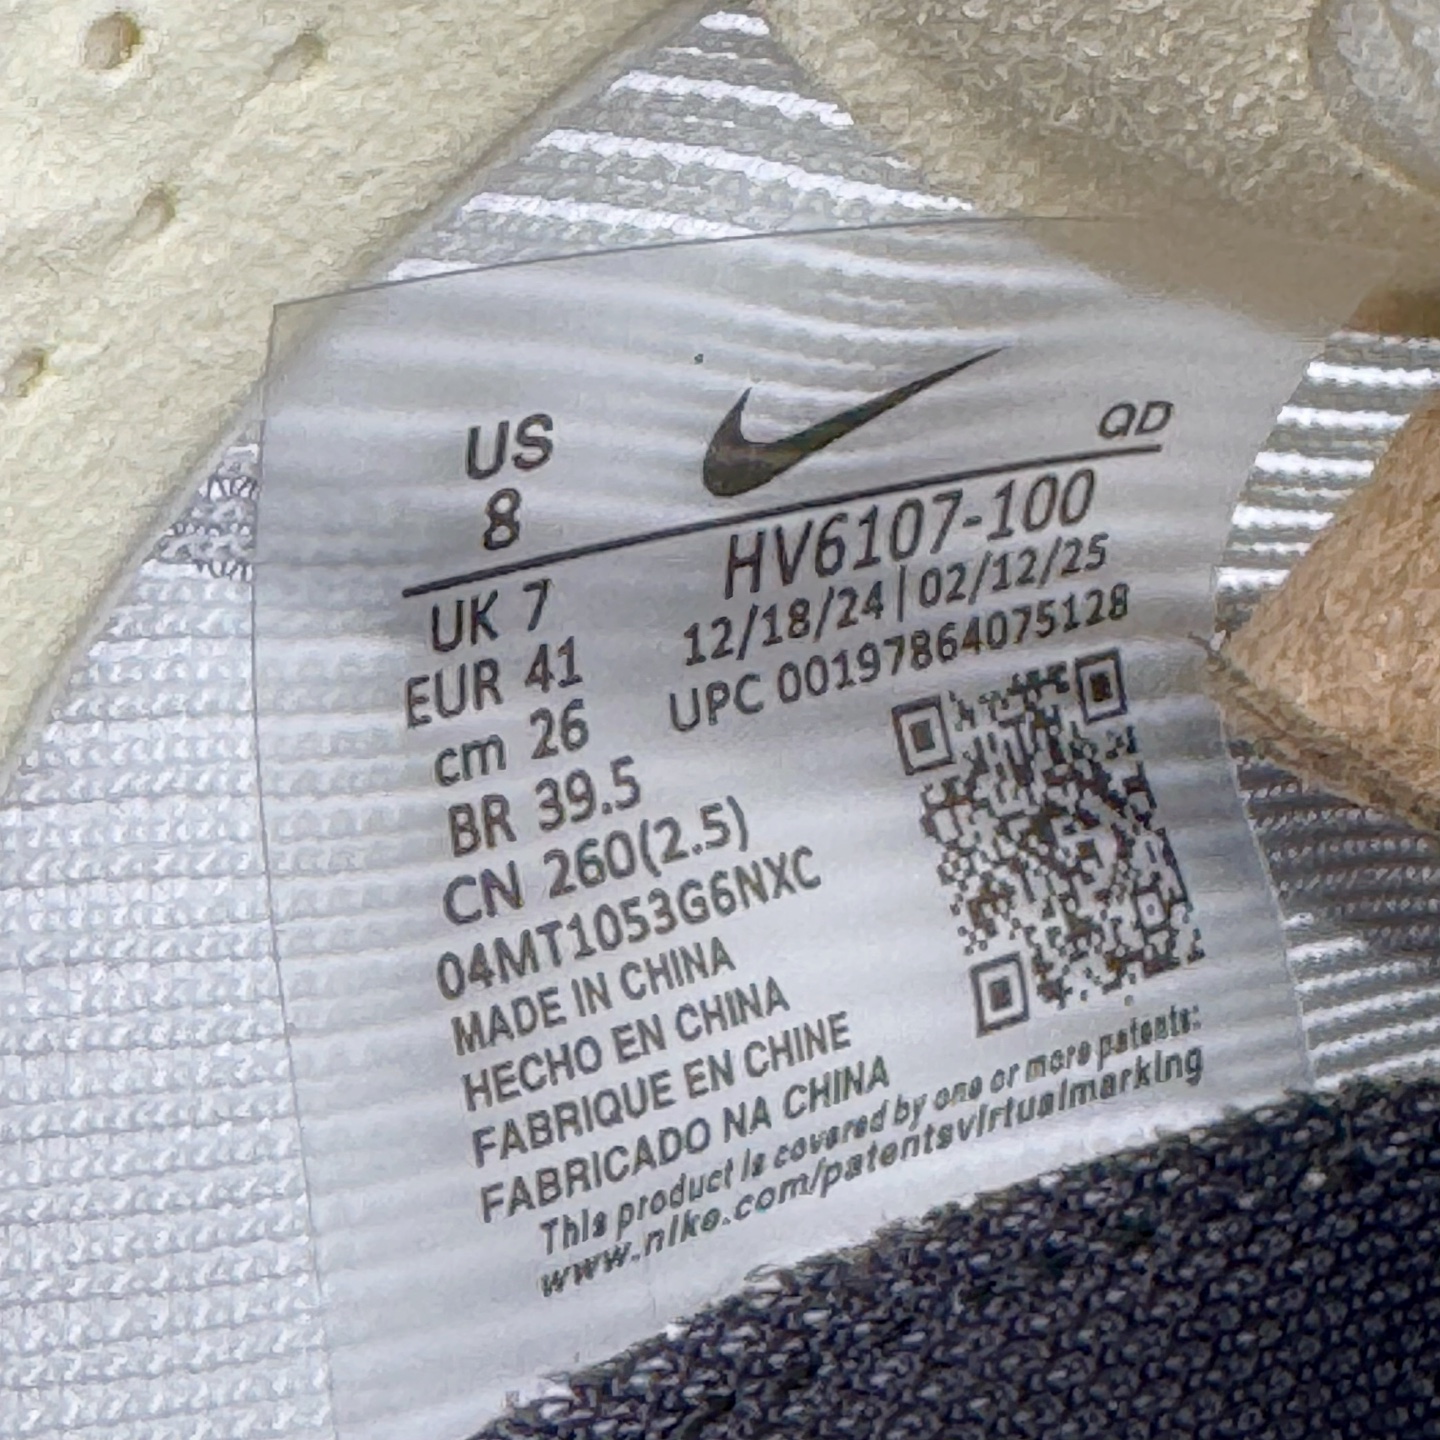 US
8
QD
UK 7
EUR 41
cm 26
BR 39.5
CN 260(2.5)
04MT1053G6NXC
HV6107-100
12/18/24 | 02/12/25
UPC 00197864075128
MADE IN CHINA
HECHO EN CHINA
FABRIQUE EN CHINE
FABRICADO NA CHINA
This product is covered by one or more patents:
www.nike.com/patentsvirtualmarking